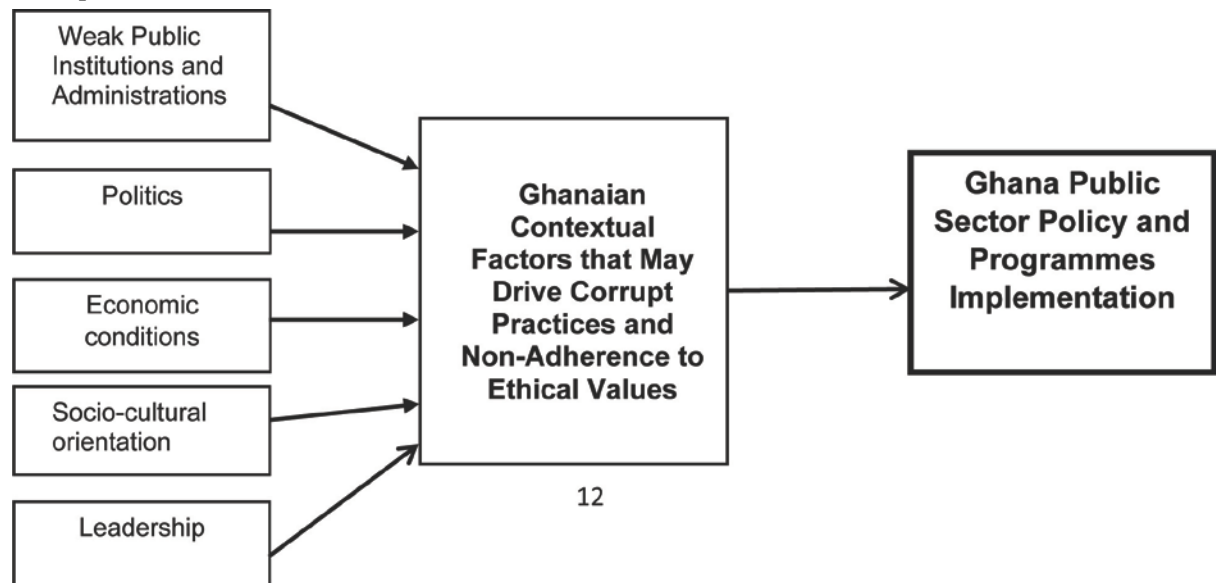 Weak Public
Institutions and
Administrations
Politics
Economic
conditions
Socio-cultural
orientation
Leadership
Ghanaian
Contextual
Factors that May
Drive Corrupt
Practices and
Non-Adherence to
Ethical Values
12
Ghana Public
Sector Policy and
Programmes
Implementation